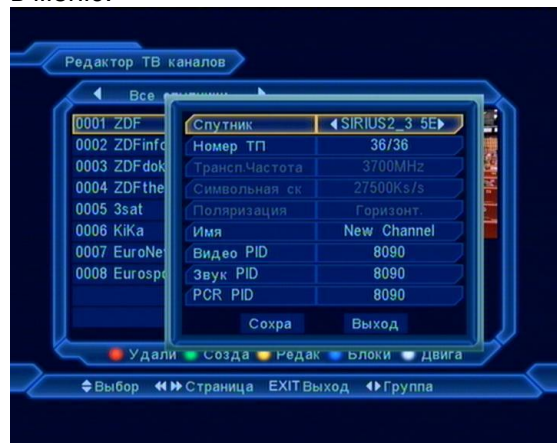 Редактор ТВ каналов
Все
0001 ZDF
0002 ZDFinfo
0003 ZDFdok
0004 ZDFthe
0005 3sat
0006 KiKa
0007 EuroNe
0008 Eurospo
Спутник SIRIUS2_3 5E
Номер ТП 36/36
Трансп.Частота 3700MHz
Символьная ск 27500Ks/s
Поляризация Горизонт.
Имя New Channel
Видео PID 8090
Звук PID 8090
PCR PID 8090
Сохра Выход
Удали Созда Редак Блоки Двига
Выбор Страница EXIT Выход Группа